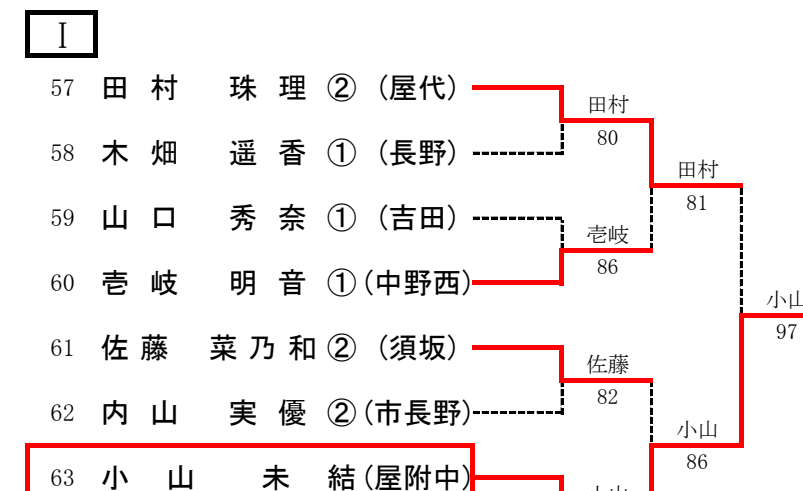 I
57 田村 珠理 ② (屋代)
田村
80
58 木畑 遥香 ① (長野)
田村
81
59 山口 秀奈 ① (吉田)
壱岐
86
60 壱岐 明音 ① (中野西)
小山
97
61 佐藤 菜乃和 ② (須坂)
佐藤
82
62 内山 実優 ② (市長野)
小山
86
63 小山 未結 (屋附中)